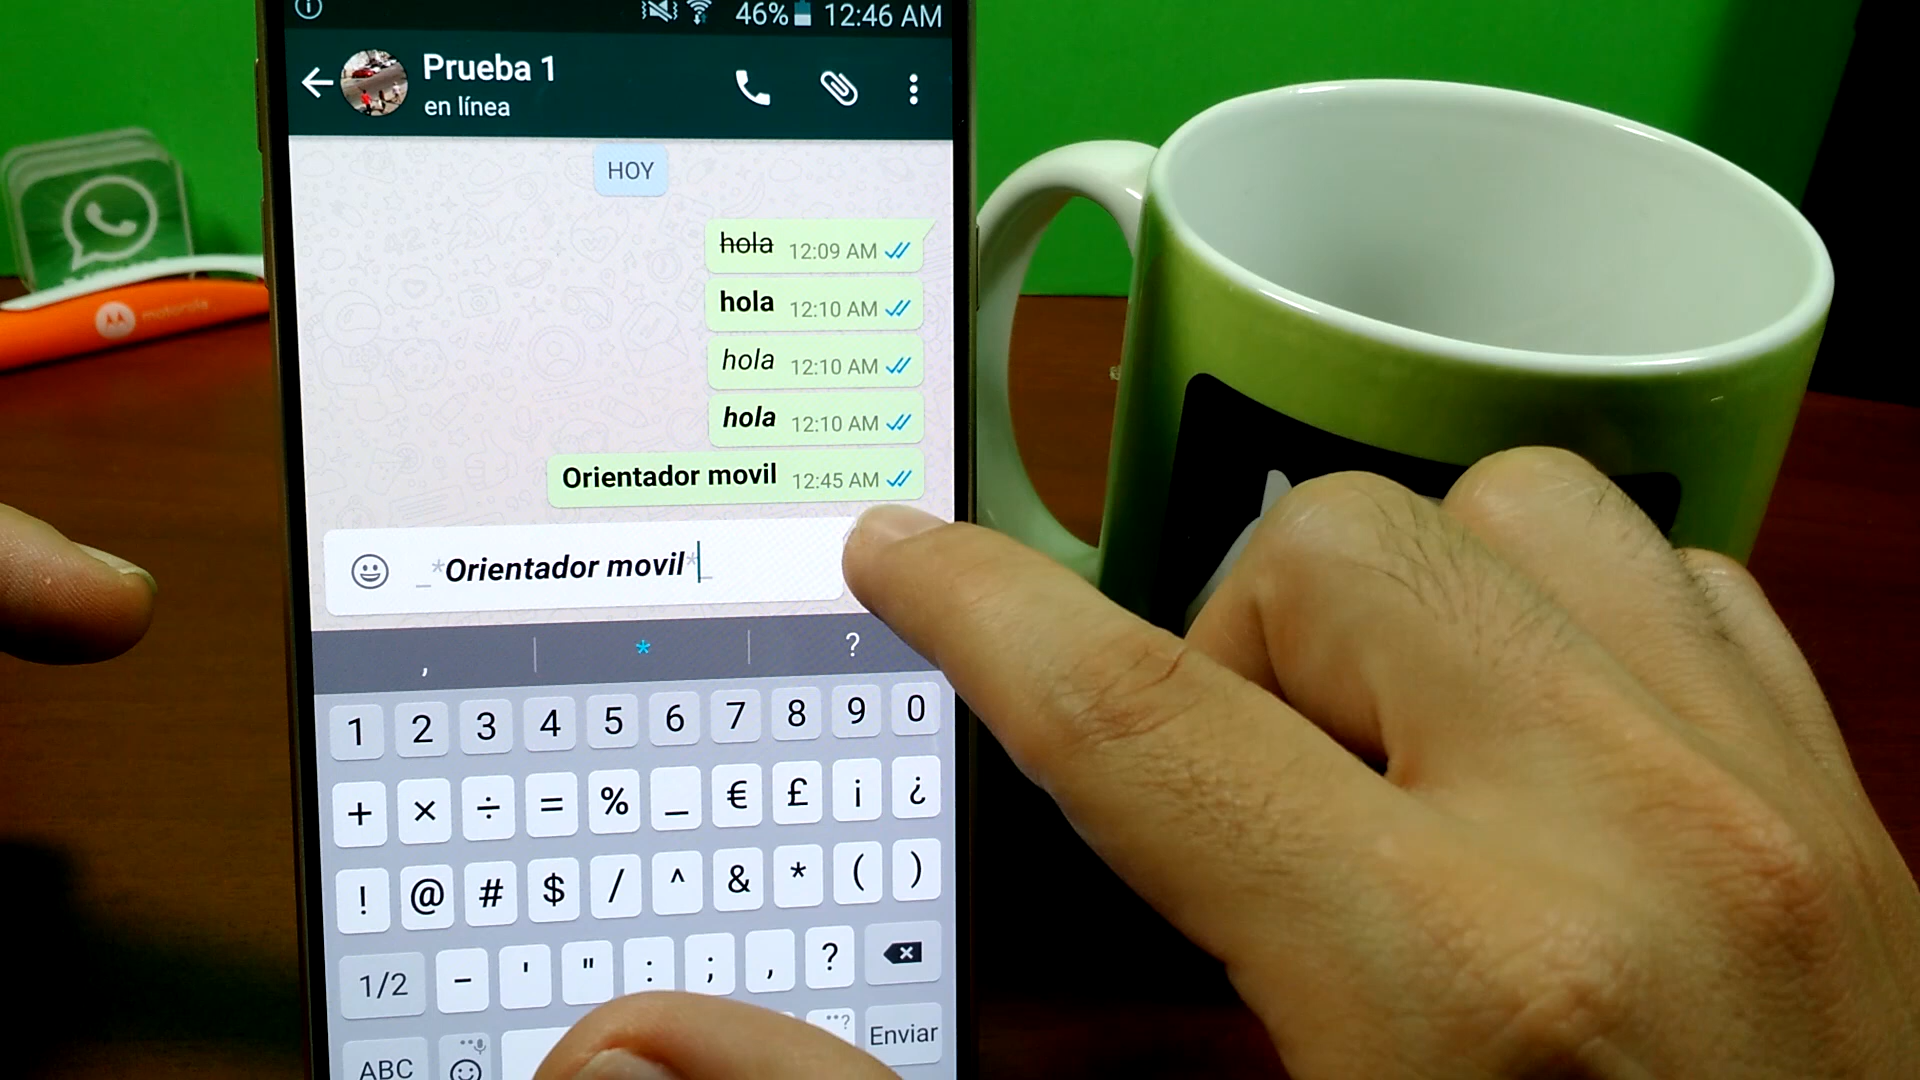 46% 12:46 AM
Prueba 1
en línea
HOY
hola 12:09 AM
hola 12:10 AM
hola 12:10 AM
hola 12:10 AM
Orientador movil 12:45 AM
_*Orientador movil*_
, * ?
1 2 3 4 5 6 7 8 9 0
+ × ÷ = % _ € £ ¡ ¿
! @ # $ / ^ & * ( )
1/2 - ' " : ; , ?
ABC Enviar
motorola